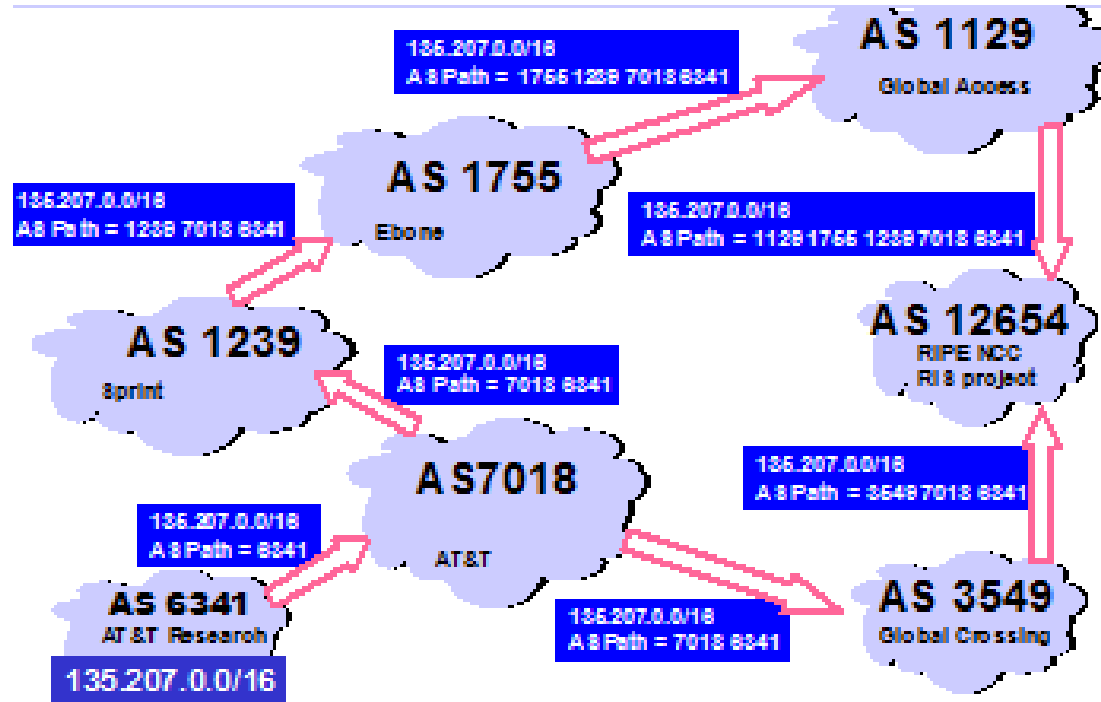 135.207.0.0/16
AS Path = 1755 1239 7018 6341
AS 1129
Global Access
AS 1755
Ebone
135.207.0.0/16
AS Path = 1239 7018 6341
135.207.0.0/16
AS Path = 1129 1755 1239 7018 6341
AS 1239
Sprint
AS 12654
RIPE NCC
RIS project
135.207.0.0/16
AS Path = 7018 6341
AS7018
AT&T
135.207.0.0/16
AS Path = 3549 7018 6341
135.207.0.0/16
AS Path = 6341
AS 6341
AT&T Research
135.207.0.0/16
135.207.0.0/16
AS Path = 7018 6341
AS 3549
Global Crossing